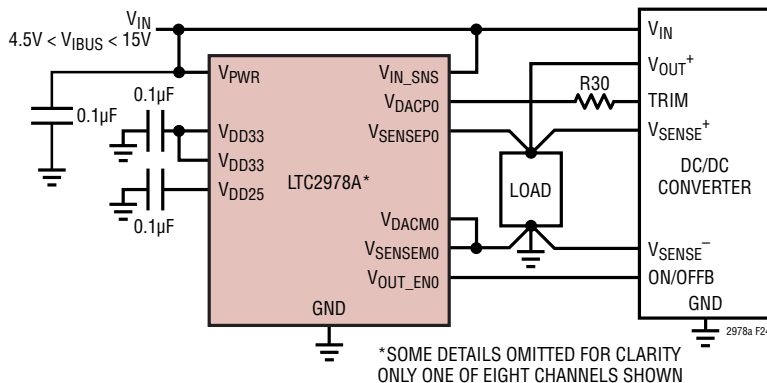 V_IN
4.5V < V_IBUS < 15V
0.1µF
0.1µF
0.1µF
V_PWR
V_DD33
V_DD33
V_DD25
LTC2978A*
V_IN_SNS
V_DACP0
V_SENSEP0
V_DACM0
V_SENSEM0
V_OUT_EN0
GND
R30
LOAD
V_IN
V_OUT+
TRIM
V_SENSE+
DC/DC
CONVERTER
V_SENSE–
ON/OFFB
GND
2978a F24
*SOME DETAILS OMITTED FOR CLARITY
ONLY ONE OF EIGHT CHANNELS SHOWN